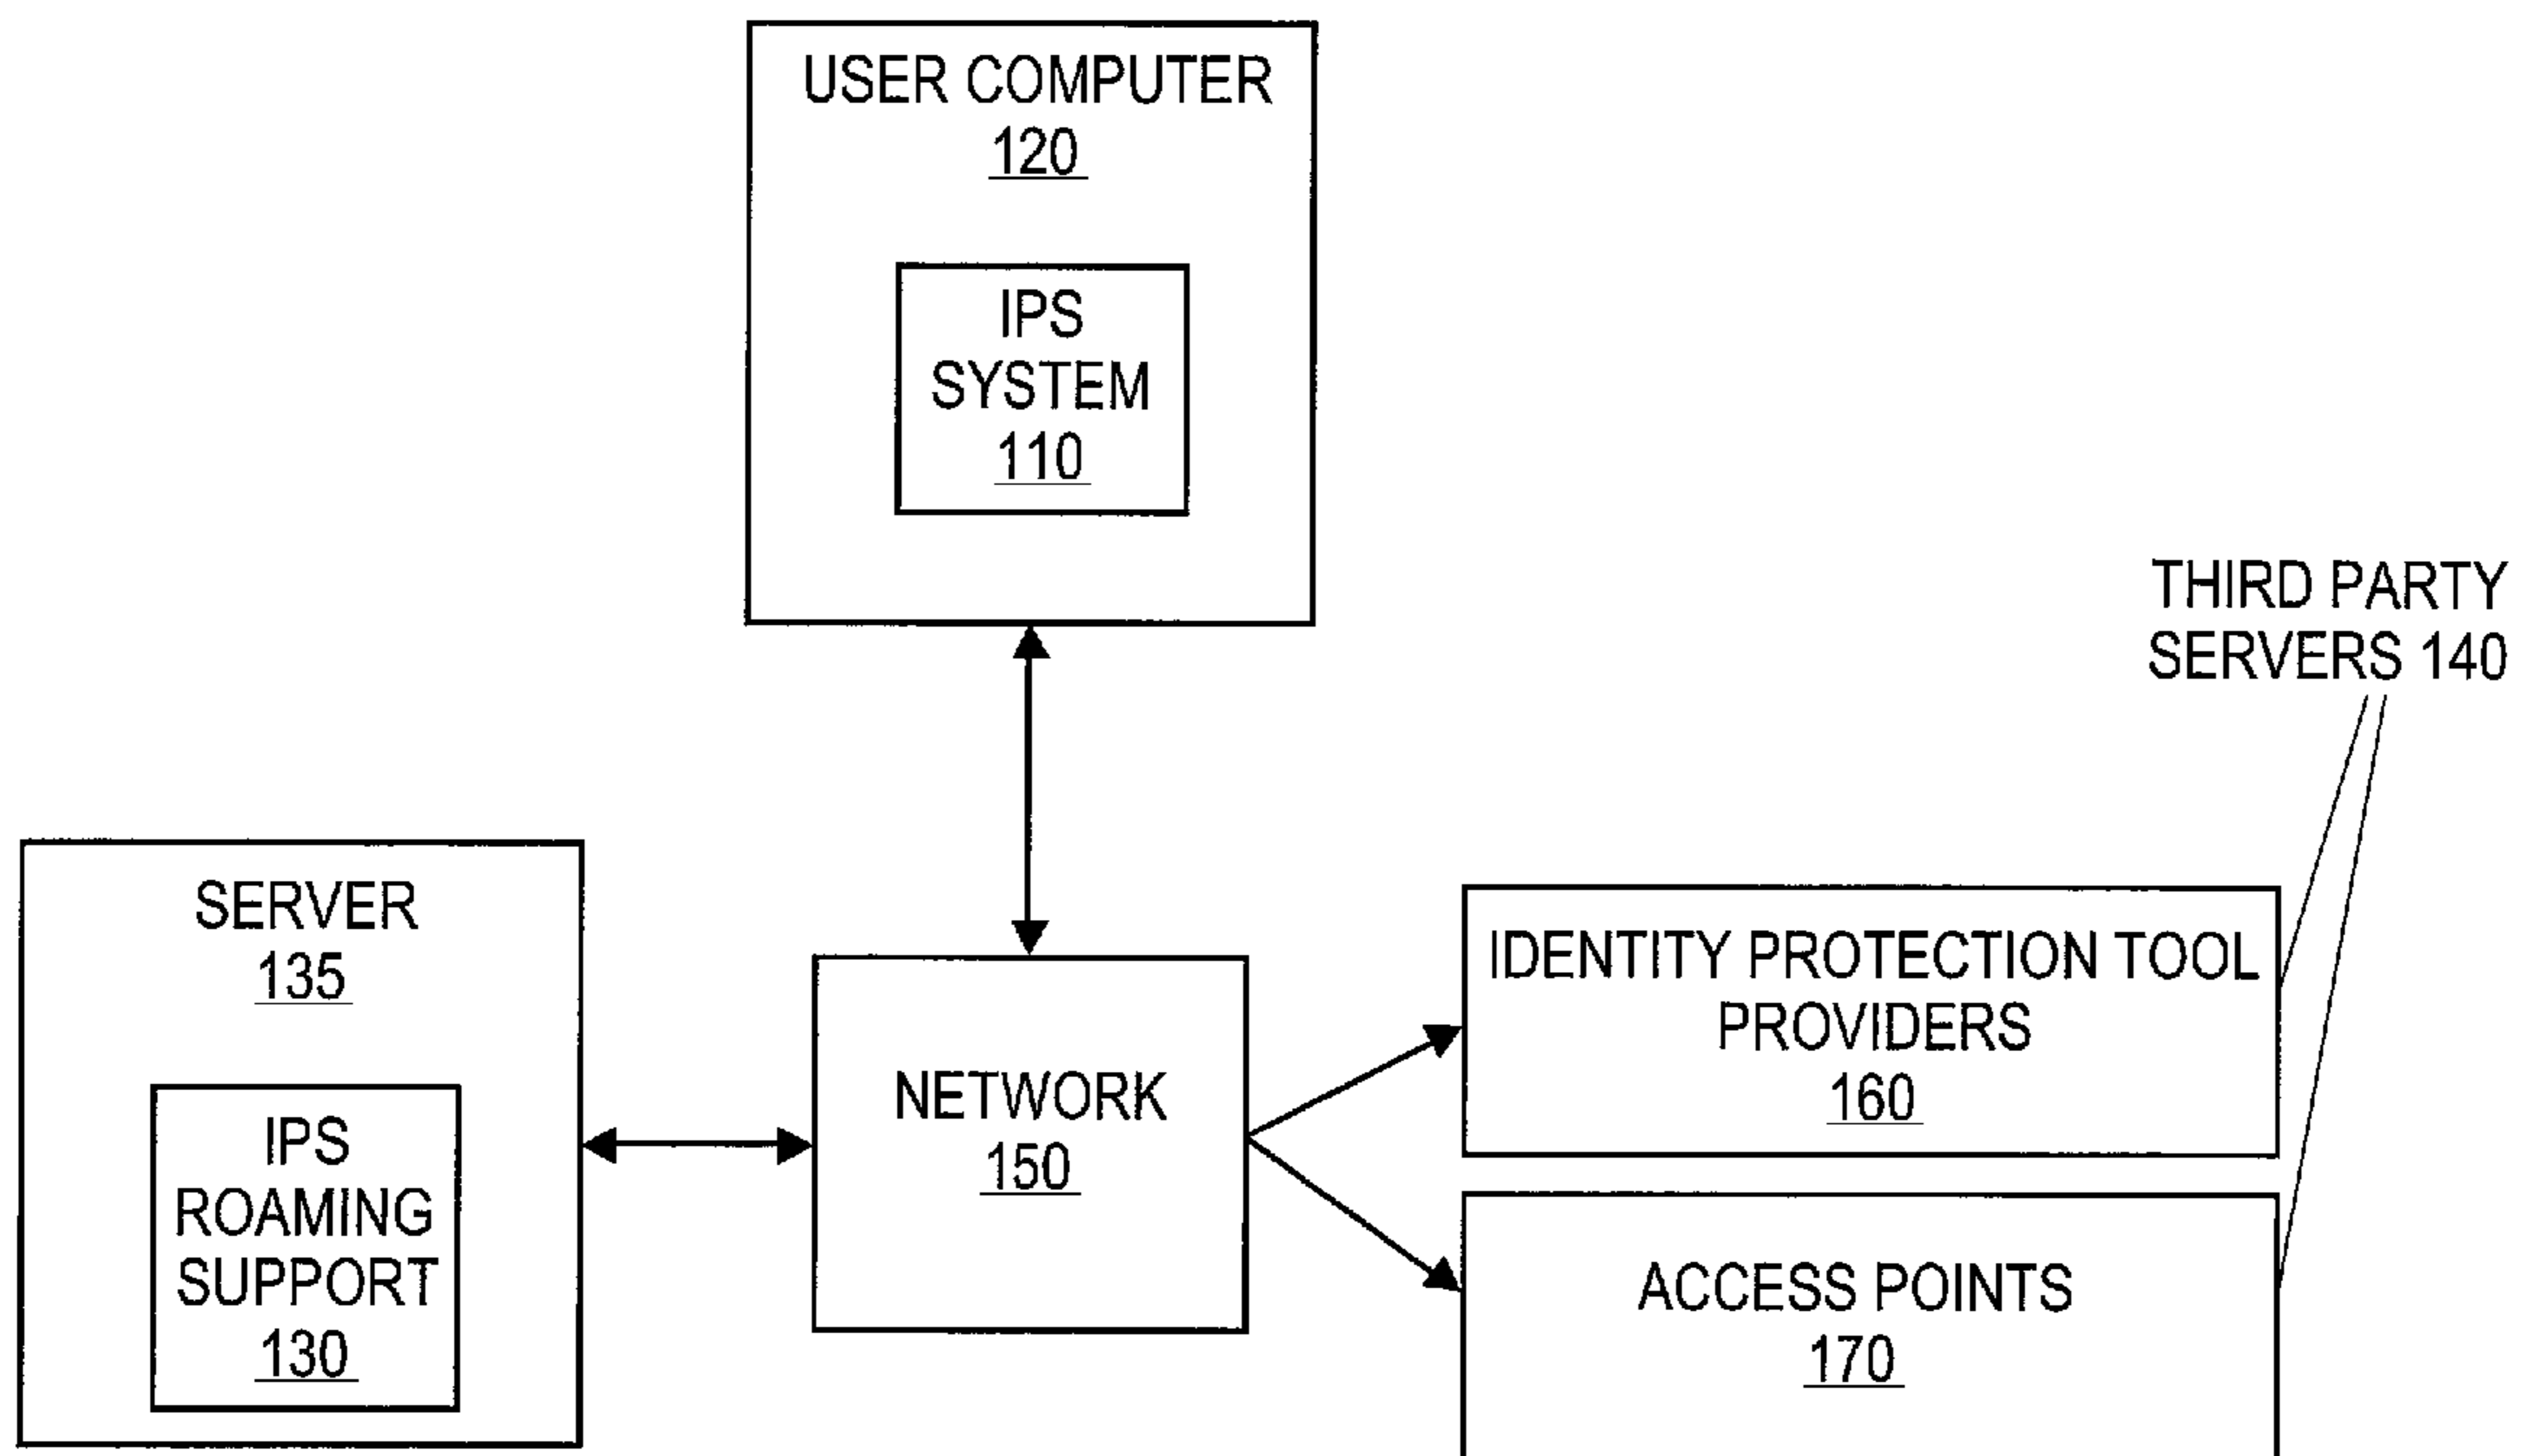 USER COMPUTER
120
IPS
SYSTEM
110
THIRD PARTY
SERVERS 140
SERVER
135
IPS
ROAMING
SUPPORT
130
NETWORK
150
IDENTITY PROTECTION TOOL
PROVIDERS
160
ACCESS POINTS
170